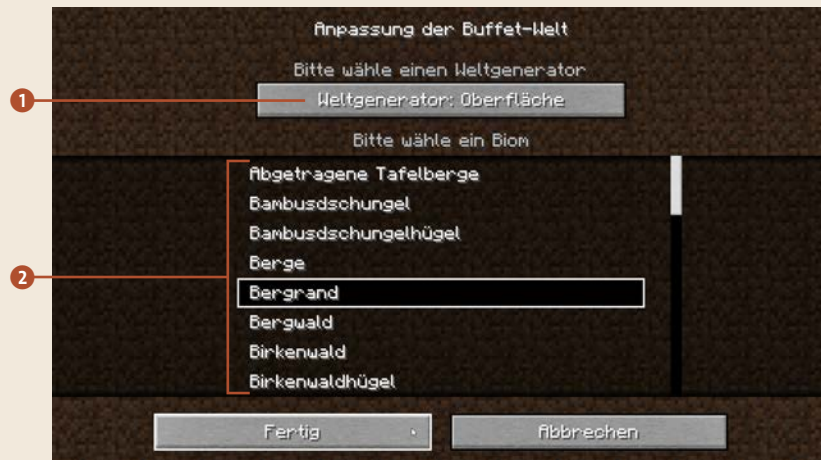 Anpassung der Buffet-Welt
Bitte wähle einen Weltgenerator
1
Weltgenerator: Oberfläche
Bitte wähle ein Biom
Abgetragene Tafelberge
Bambusdschungel
Bambusdschungelhügel
2
Berge
Bergrand
Bergwald
Birkenwald
Birkenwaldhügel
Fertig
Abbrechen